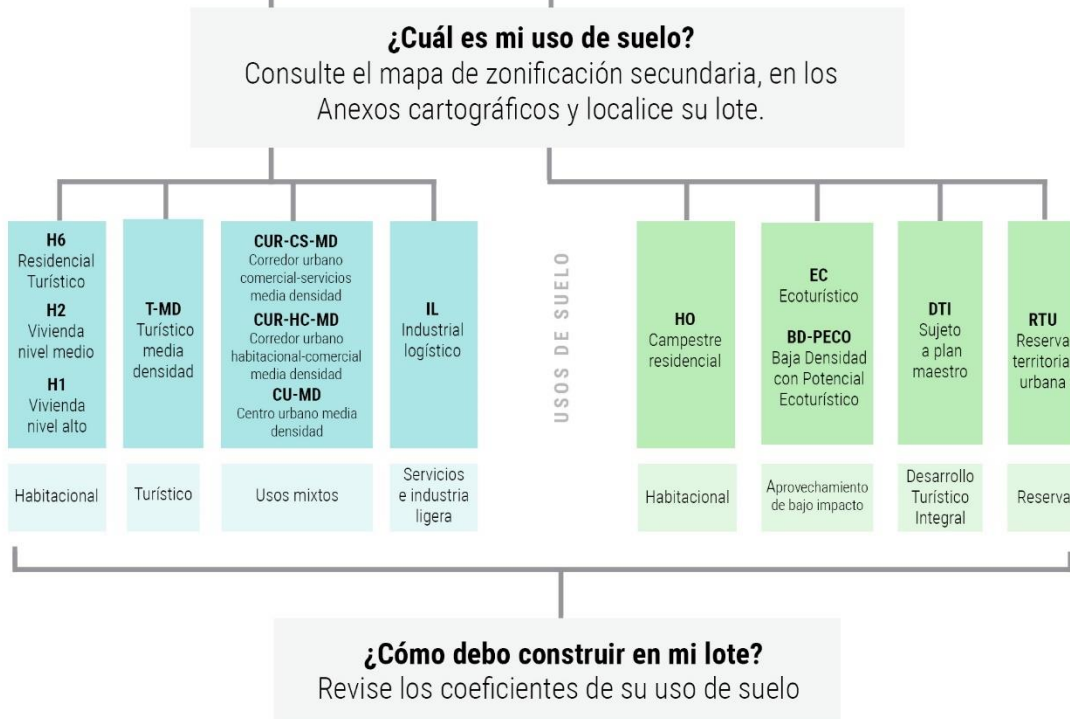 ¿Cuál es mi uso de suelo?
Consulte el mapa de zonificación secundaria, en los
Anexos cartográficos y localice su lote.
H6
Residencial
Turístico
H2
Vivienda
nivel medio
H1
Vivienda
nivel alto
Habitacional
T-MD
Turístico
media
densidad
Turístico
CUR-CS-MD
Corredor urbano
comercial-servicios
media densidad
CUR-HC-MD
Corredor urbano
habitacional-comercial
media densidad
CU-MD
Centro urbano media
densidad
Usos mixtos
IL
Industrial
logístico
Servicios
e industria
ligera
USOS DE SUELO
HO
Campestre
residencial
Habitacional
EC
Ecoturístico
BD-PECO
Baja Densidad
con Potencial
Ecoturístico
Aprovechamiento
de bajo impacto
DTI
Sujeto
a plan
maestro
Desarrollo
Turístico
Integral
RTU
Reserva
territorial
urbana
Reserva
¿Cómo debo construir en mi lote?
Revise los coeficientes de su uso de suelo